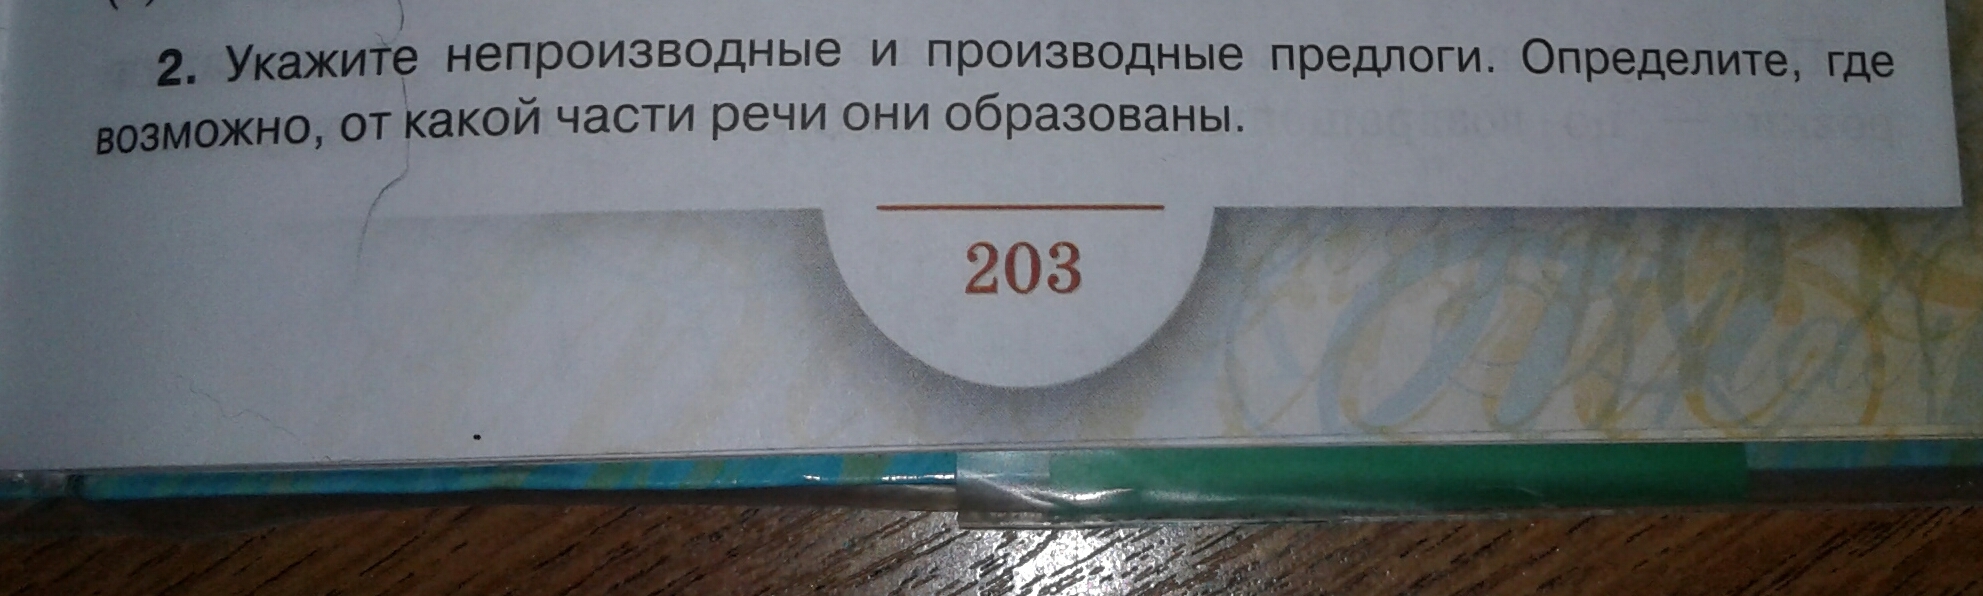 2. Укажите непроизводные и производные предлоги. Определите, где
возможно, от какой части речи они образованы.
203